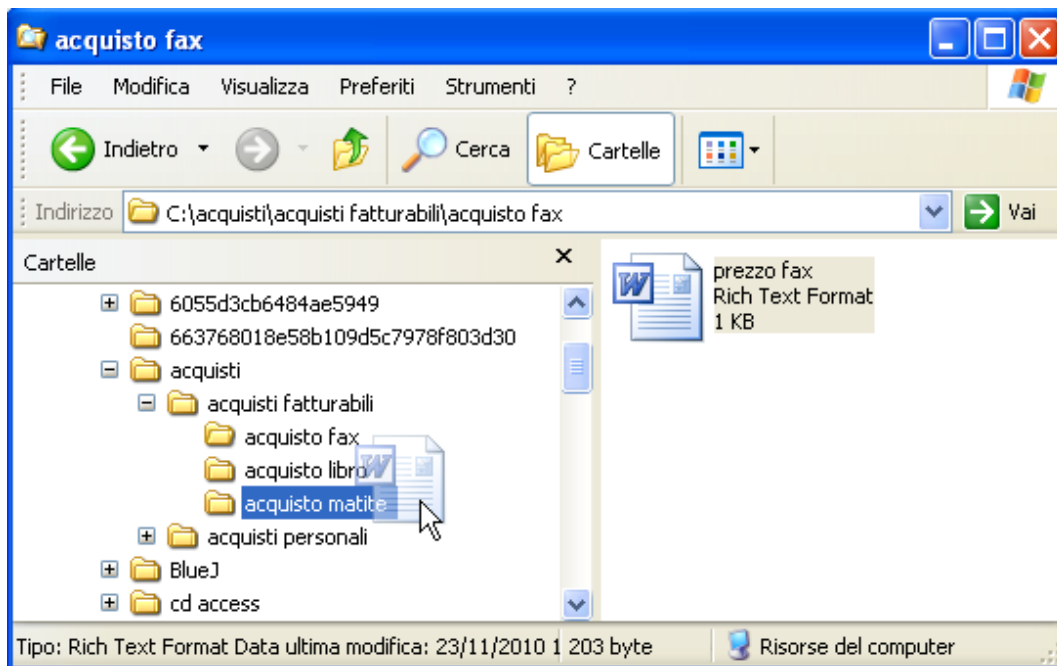 acquisto fax
File Modifica Visualizza Preferiti Strumenti ?
Indietro Cerca Cartelle
Indirizzo C:\acquisti\acquisti fatturabili\acquisto fax Vai
Cartelle
6055d3cb6484ae5949
663768018e58b109d5c7978f803d30
acquisti
acquisti fatturabili
acquisto fax
acquisto libro
acquisto matite
acquisti personali
BlueJ
cd access
prezzo fax
Rich Text Format
1 KB
Tipo: Rich Text Format Data ultima modifica: 23/11/2010 1 203 byte Risorse del computer